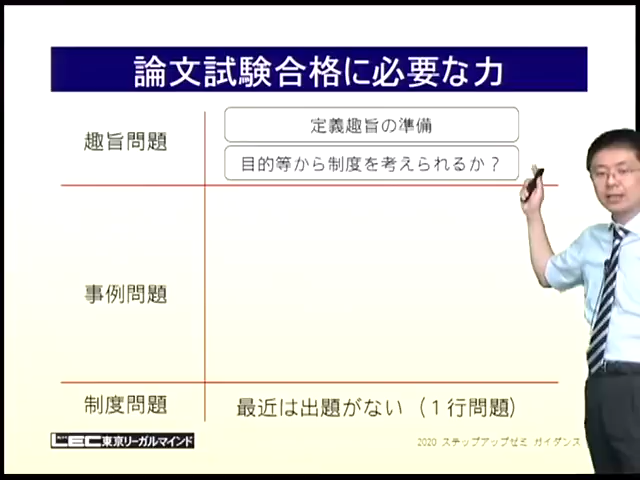 論文試験合格に必要な力
趣旨問題
定義趣旨の準備
目的等から制度を考えられるか？
事例問題
制度問題
最近は出題がない（１行問題）
LEC東京リーガルマインド
2020 ステップアップゼミ ガイダンス